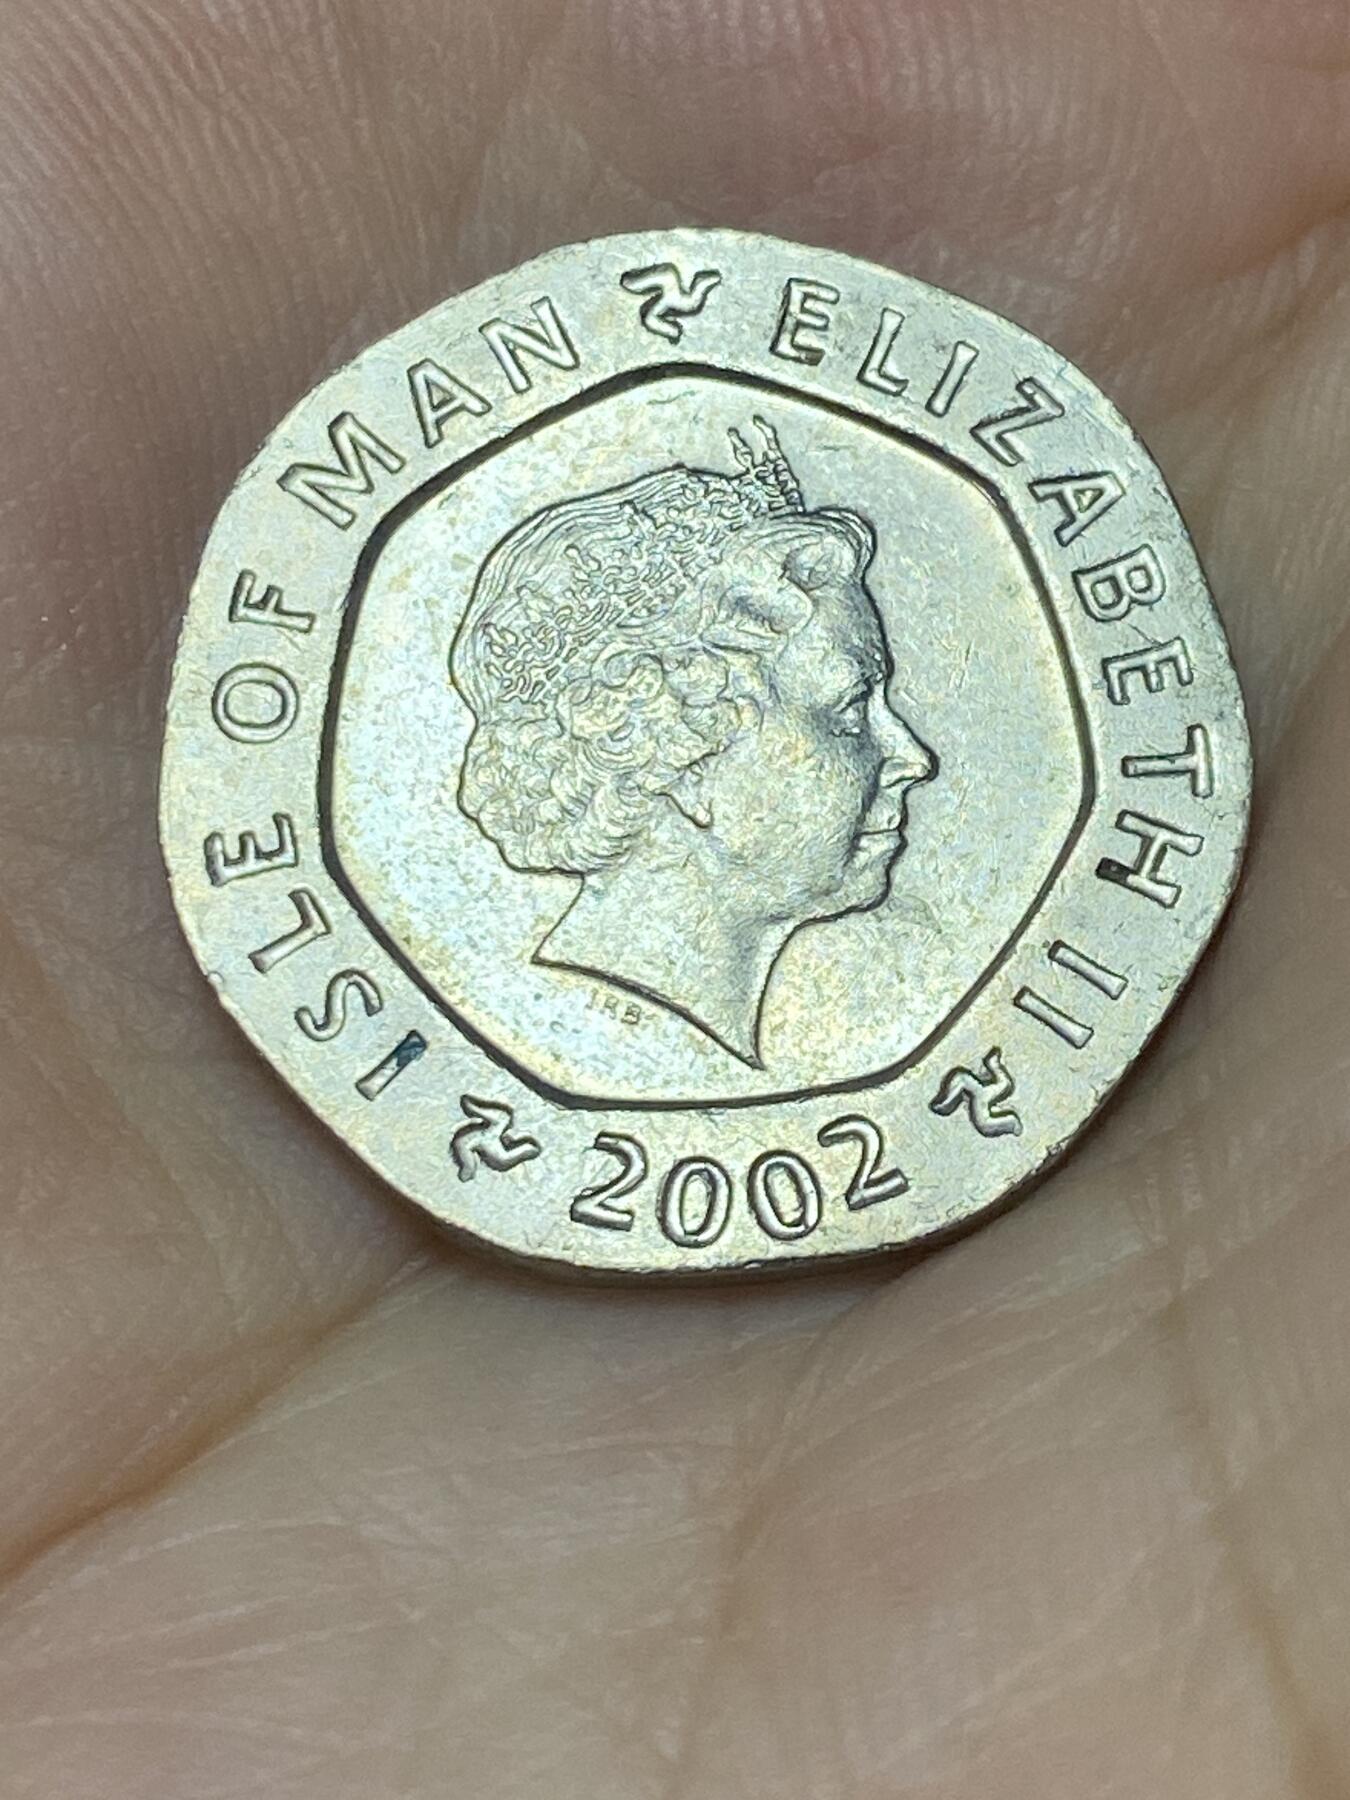 ISLE OF MAN
ELIZABETH II
2002
IRB